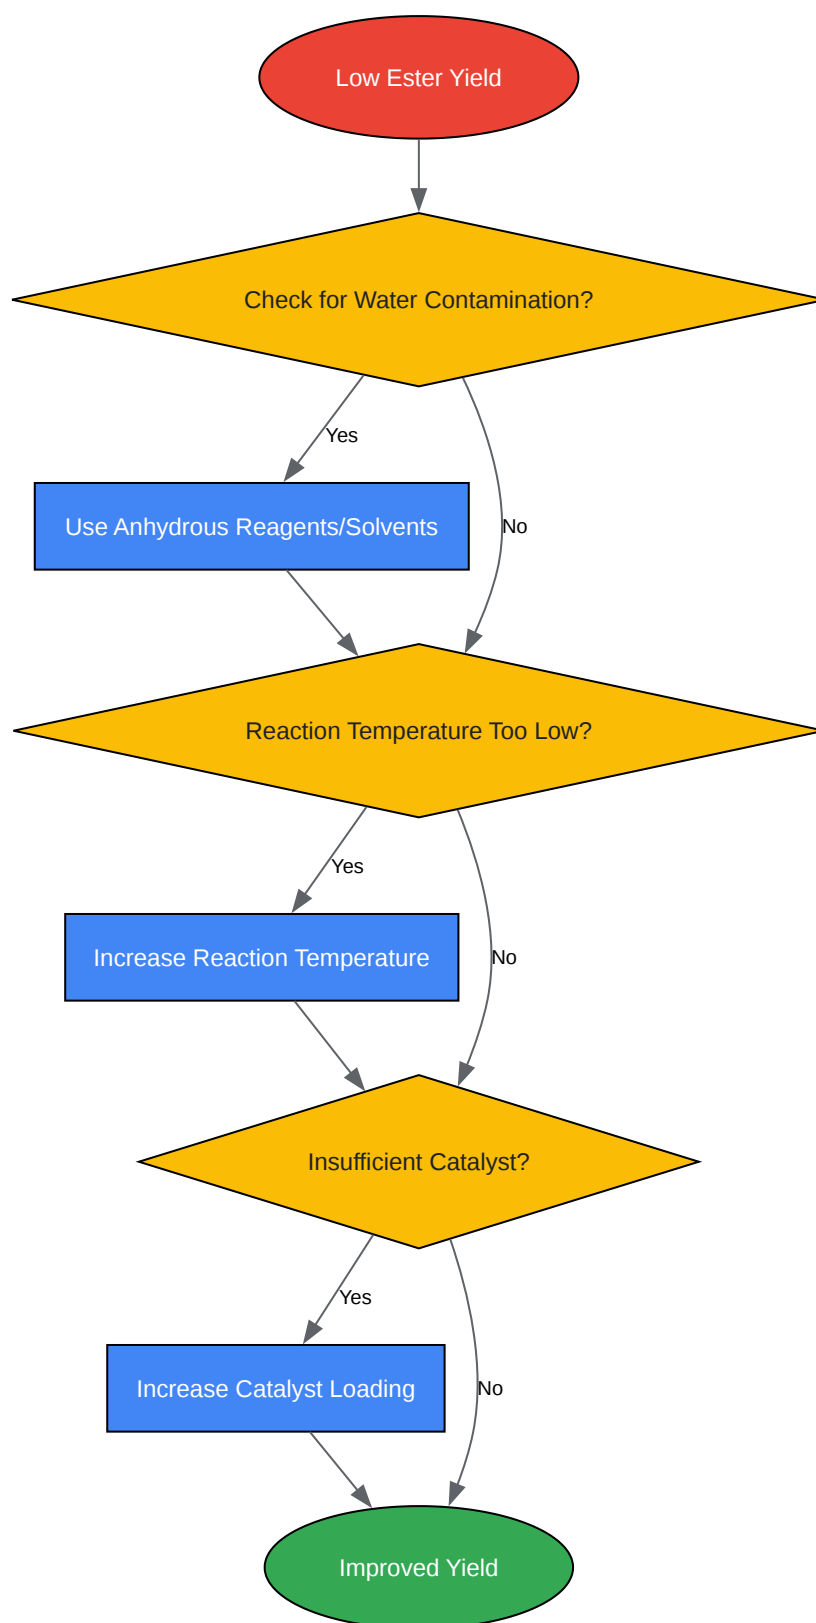 Low Ester Yield
Check for Water Contamination?
Yes
Use Anhydrous Reagents/Solvents
No
Reaction Temperature Too Low?
Yes
Increase Reaction Temperature
No
Insufficient Catalyst?
Yes
Increase Catalyst Loading
No
Improved Yield